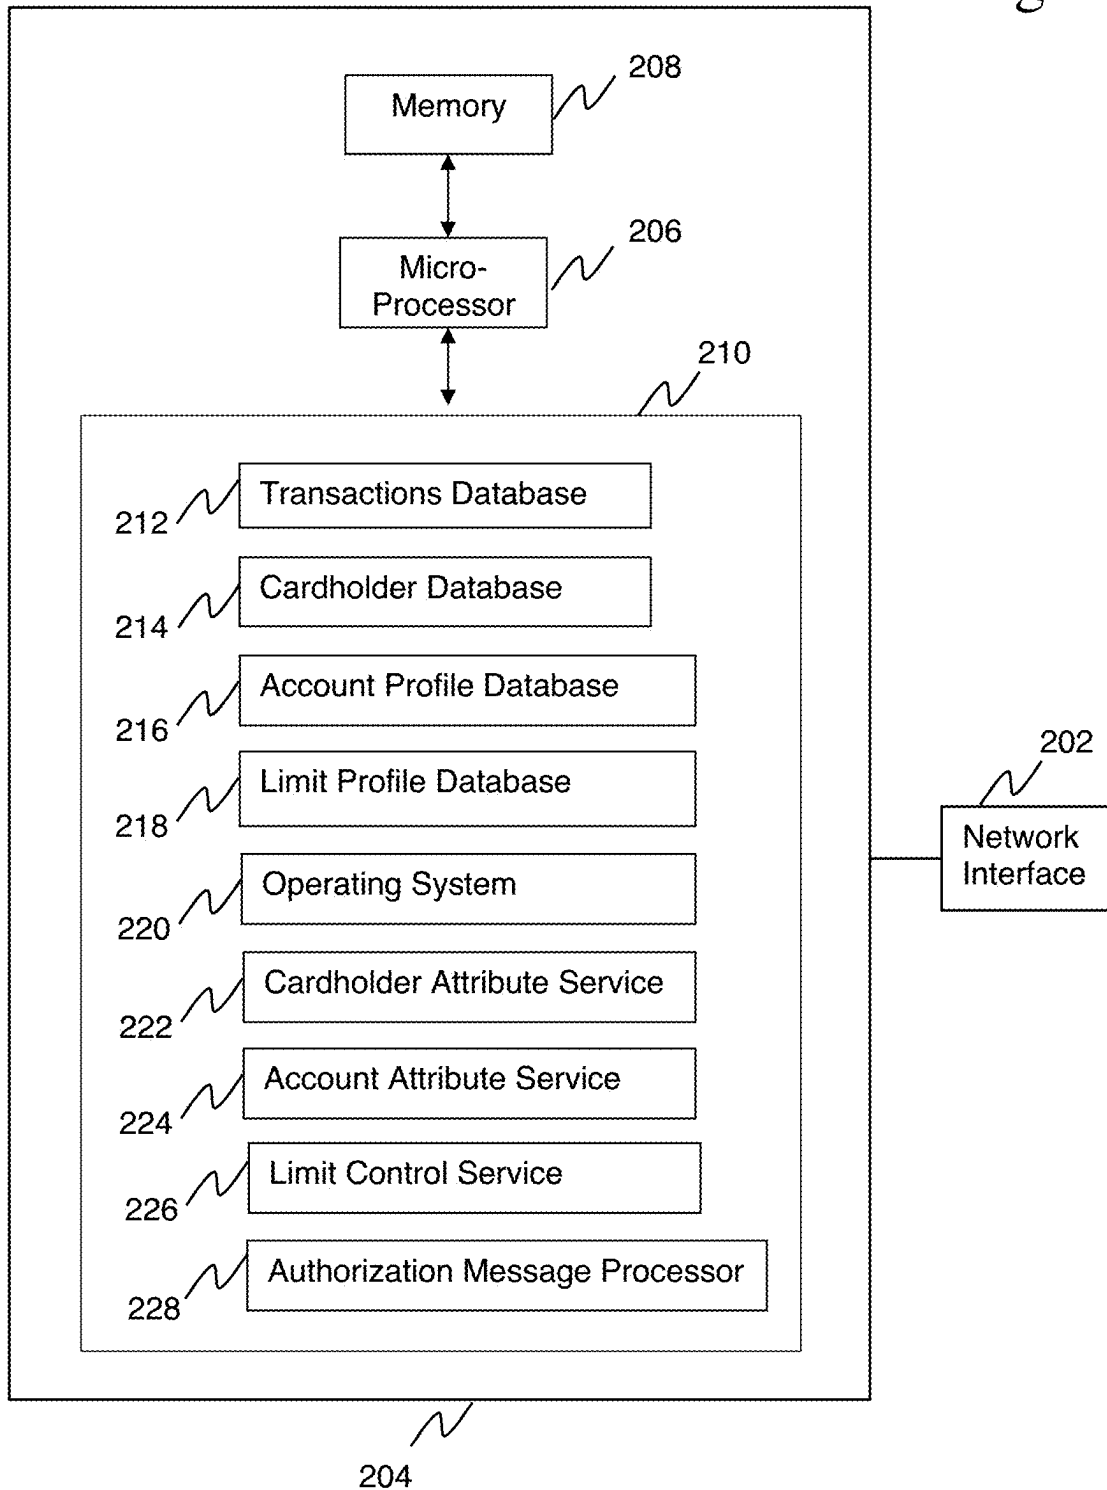 208
Memory
206
Micro-
Processor
210
Transactions Database
212
Cardholder Database
214
Account Profile Database
216
202
Limit Profile Database
218
Network
Interface
Operating System
220
Cardholder Attribute Service
222
Account Attribute Service
224
Limit Control Service
226
Authorization Message Processor
228
204